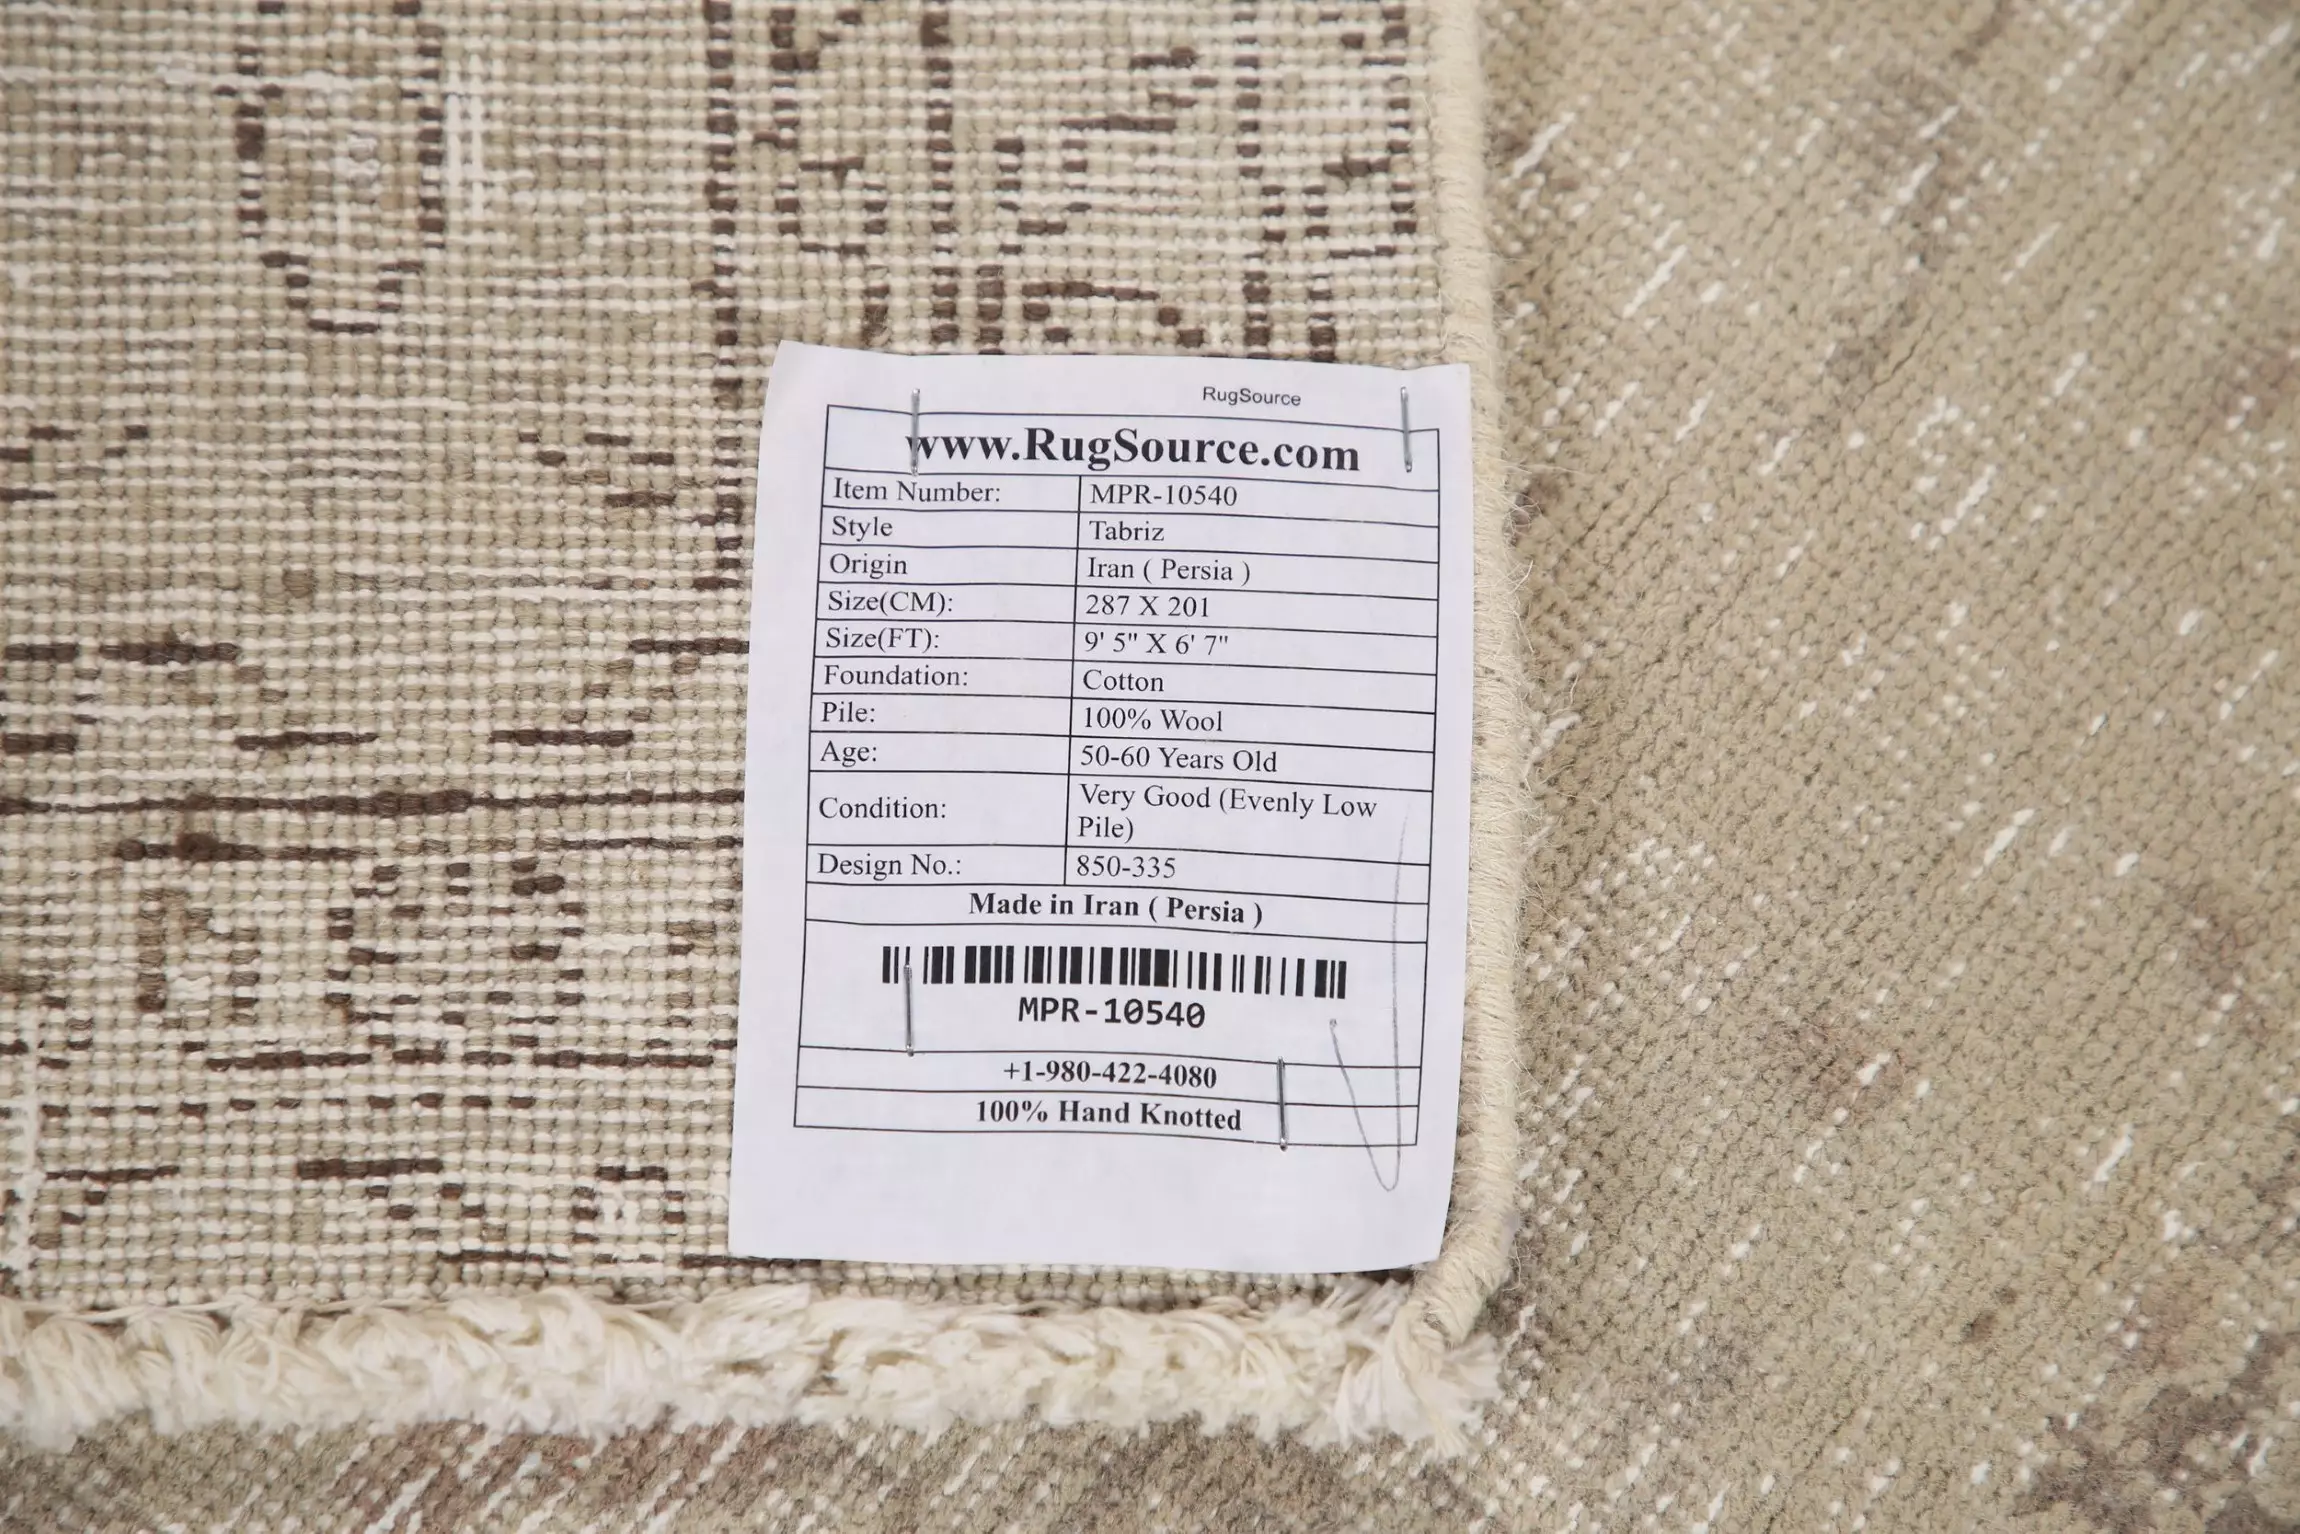 RugSource
www.RugSource.com
Item Number: MPR-10540
Style Tabriz
Origin Iran ( Persia )
Size(CM): 287 X 201
Size(FT): 9' 5" X 6' 7"
Foundation: Cotton
Pile: 100% Wool
Age: 50-60 Years Old
Condition: Very Good (Evenly Low
Pile)
Design No.: 850-335
Made in Iran ( Persia )
MPR-10540
+1-980-422-4080
100% Hand Knotted